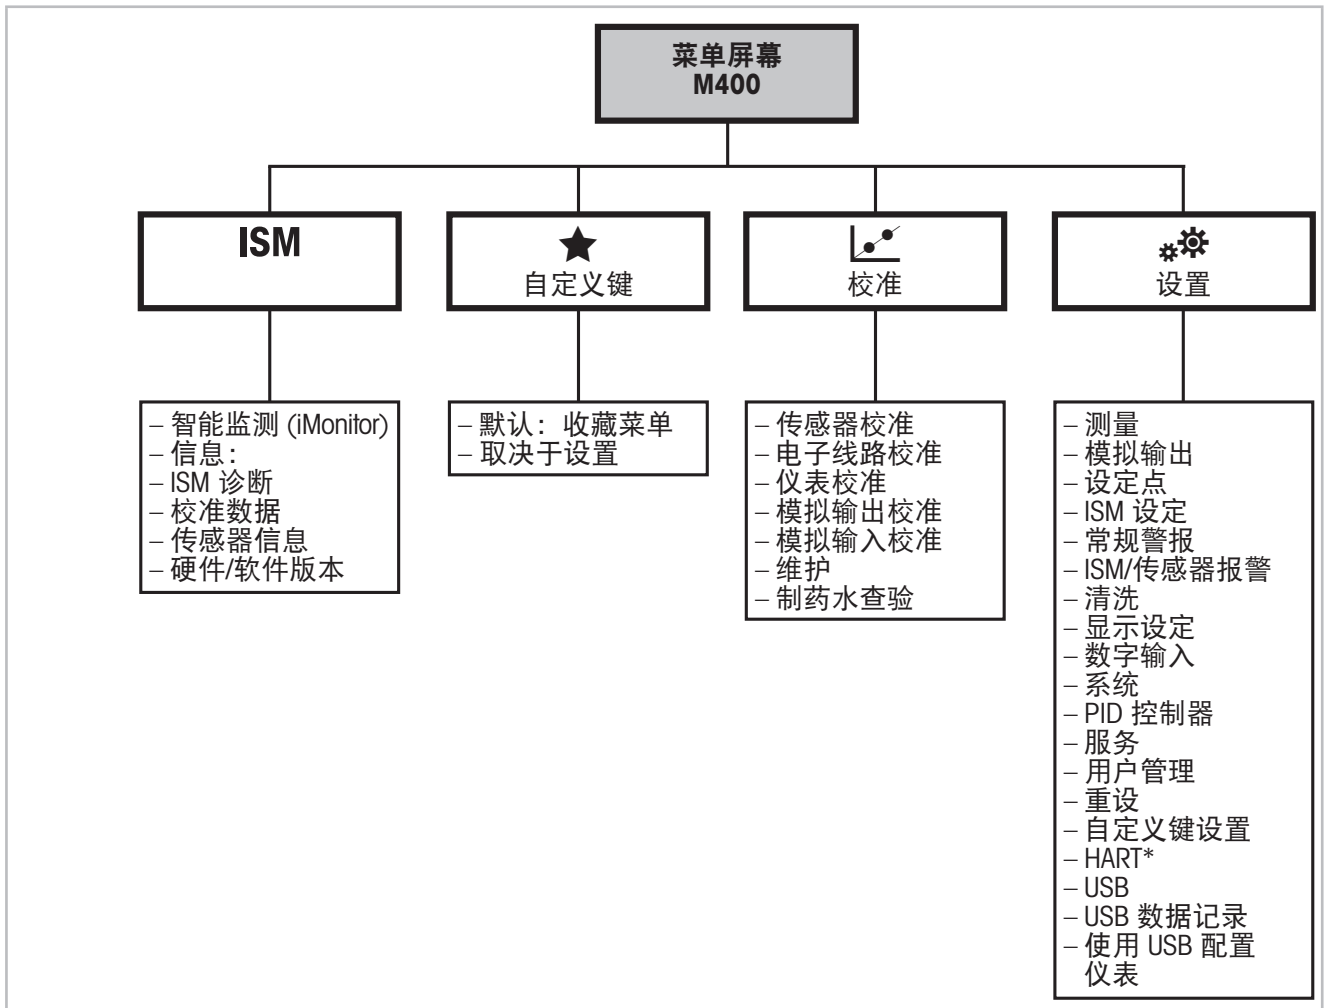 菜单屏幕
M400
ISM
自定义键
校准
设置
– 智能监测 (iMonitor)
– 信息：
– ISM 诊断
– 校准数据
– 传感器信息
– 硬件/软件版本
– 默认：收藏菜单
– 取决于设置
– 传感器校准
– 电子线路校准
– 仪表校准
– 模拟输出校准
– 模拟输入校准
– 维护
– 制药水查验
– 测量
– 模拟输出
– 设定点
– ISM 设定
– 常规警报
– ISM/传感器报警
– 清洗
– 显示设定
– 数字输入
– 系统
– PID 控制器
– 服务
– 用户管理
– 重设
– 自定义键设置
– HART*
– USB
– USB 数据记录
– 使用 USB 配置
仪表